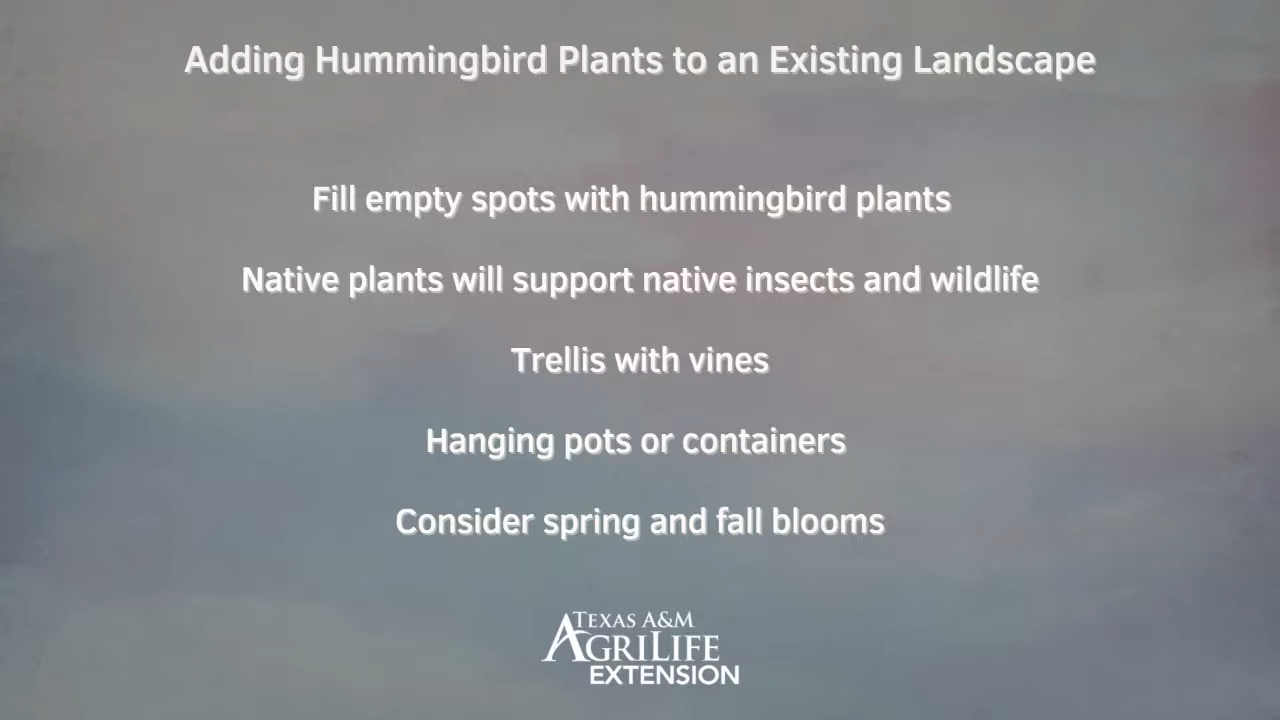 Adding Hummingbird Plants to an Existing Landscape
Fill empty spots with hummingbird plants
Native plants will support native insects and wildlife
Trellis with vines
Hanging pots or containers
Consider spring and fall blooms
TEXAS A&M
AGRILIFE
EXTENSION